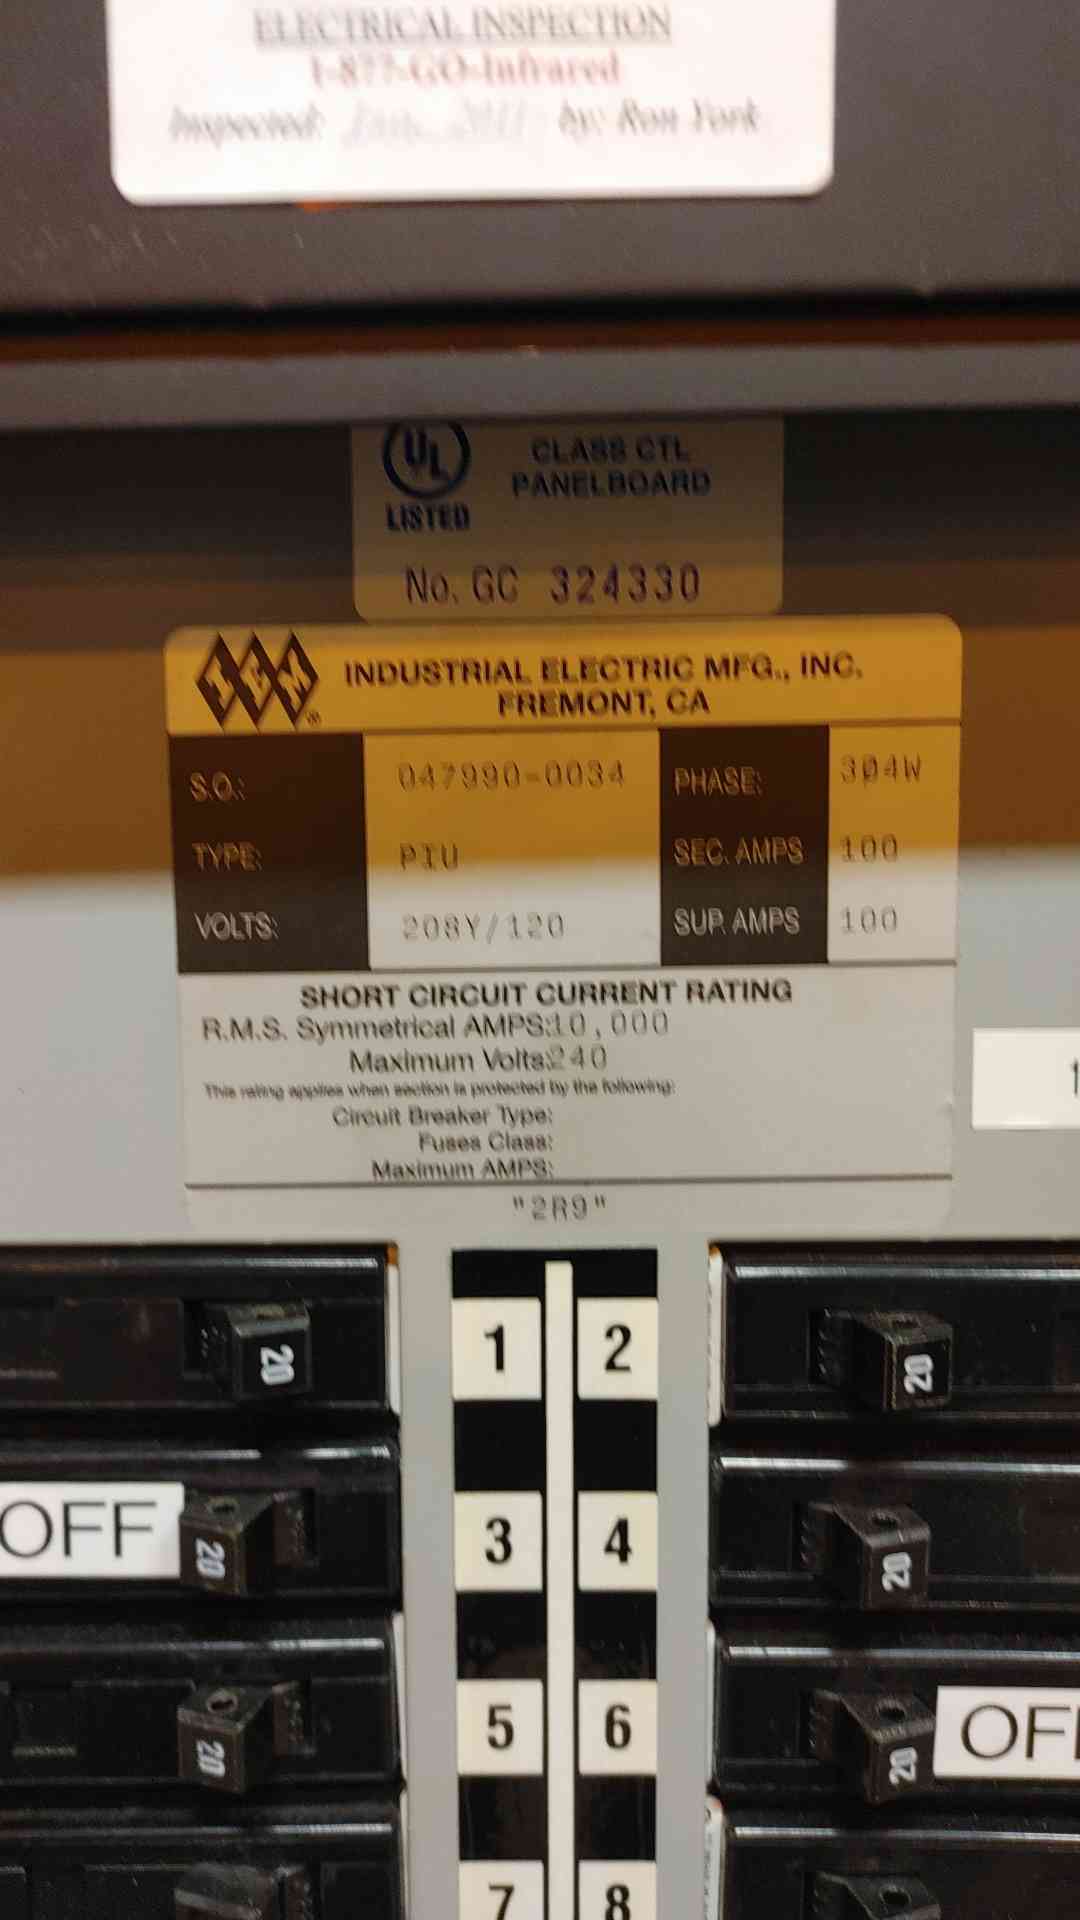 ELECTRICAL INSPECTION
1-877-GO-Infrared
Inspected: by: Ron York
UL
LISTED
CLASS CTL
PANELBOARD
No. GC 324330
IEM®
INDUSTRIAL ELECTRIC MFG., INC.
FREMONT, CA
S.O.: 047990-0034 PHASE: 3Ø4W
TYPE: PIU SEC. AMPS 100
VOLTS: 208Y/120 SUP. AMPS 100
SHORT CIRCUIT CURRENT RATING
R.M.S. Symmetrical AMPS:10,000
Maximum Volts:240
This rating applies when section is protected by the following:
Circuit Breaker Type:
Fuses Class:
Maximum AMPS:
"2R9"
1
20 1 2 20
OFF 20 3 4 20
20 5 6 20 OF
7 8